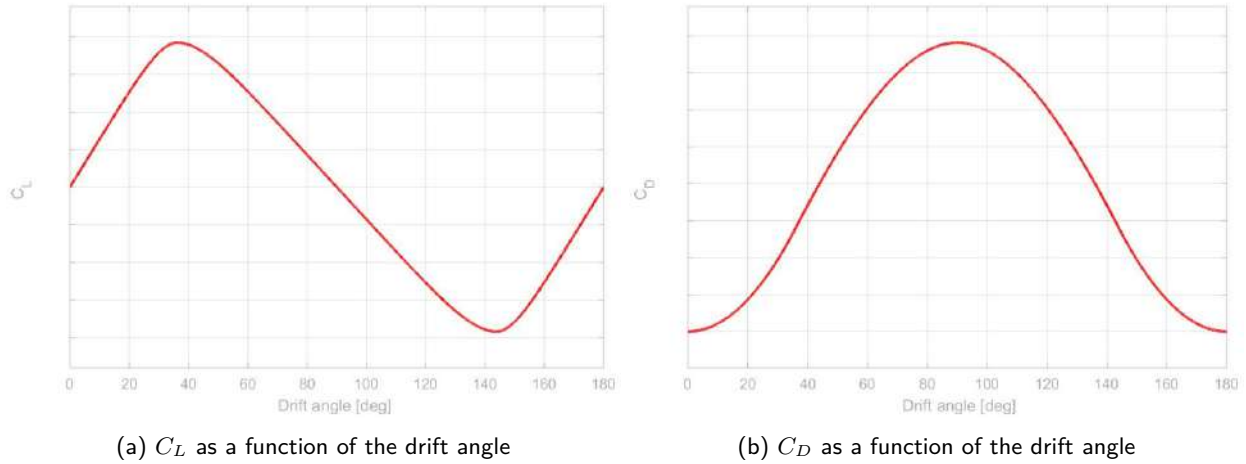 C_L
0 20 40 60 80 100 120 140 160 180
Drift angle [deg]
(a) C_L as a function of the drift angle
C_D
0 20 40 60 80 100 120 140 160 180
Drift angle [deg]
(b) C_D as a function of the drift angle